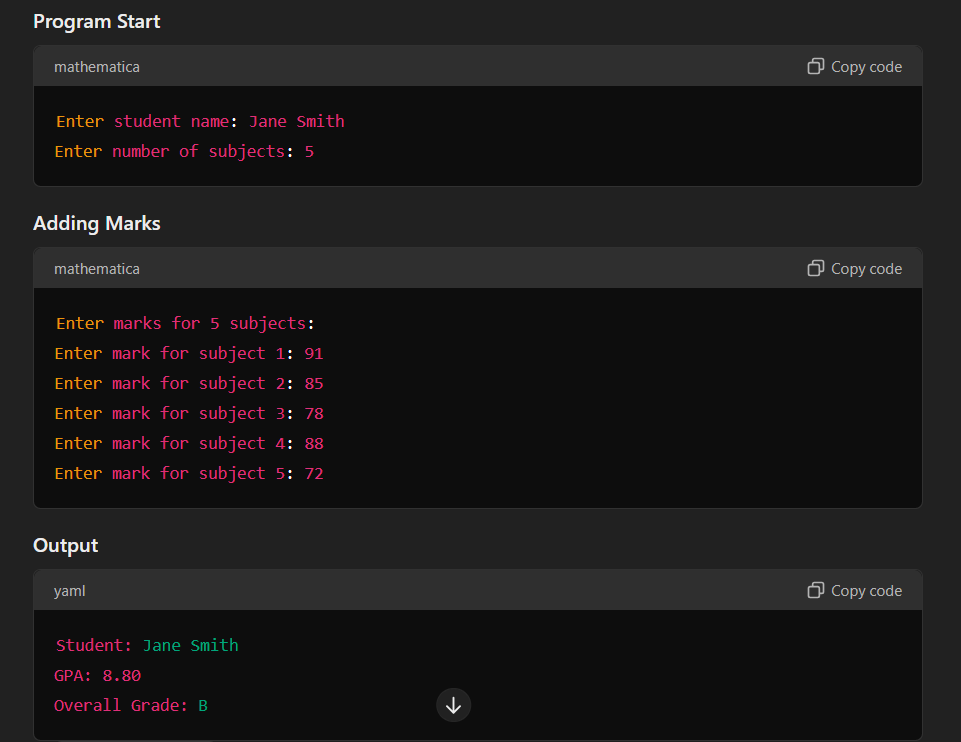 Program Start
mathematica
Copy code
Enter student name: Jane Smith
Enter number of subjects: 5
Adding Marks
mathematica
Copy code
Enter marks for 5 subjects:
Enter mark for subject 1: 91
Enter mark for subject 2: 85
Enter mark for subject 3: 78
Enter mark for subject 4: 88
Enter mark for subject 5: 72
Output
yaml
Copy code
Student: Jane Smith
GPA: 8.80
Overall Grade: B